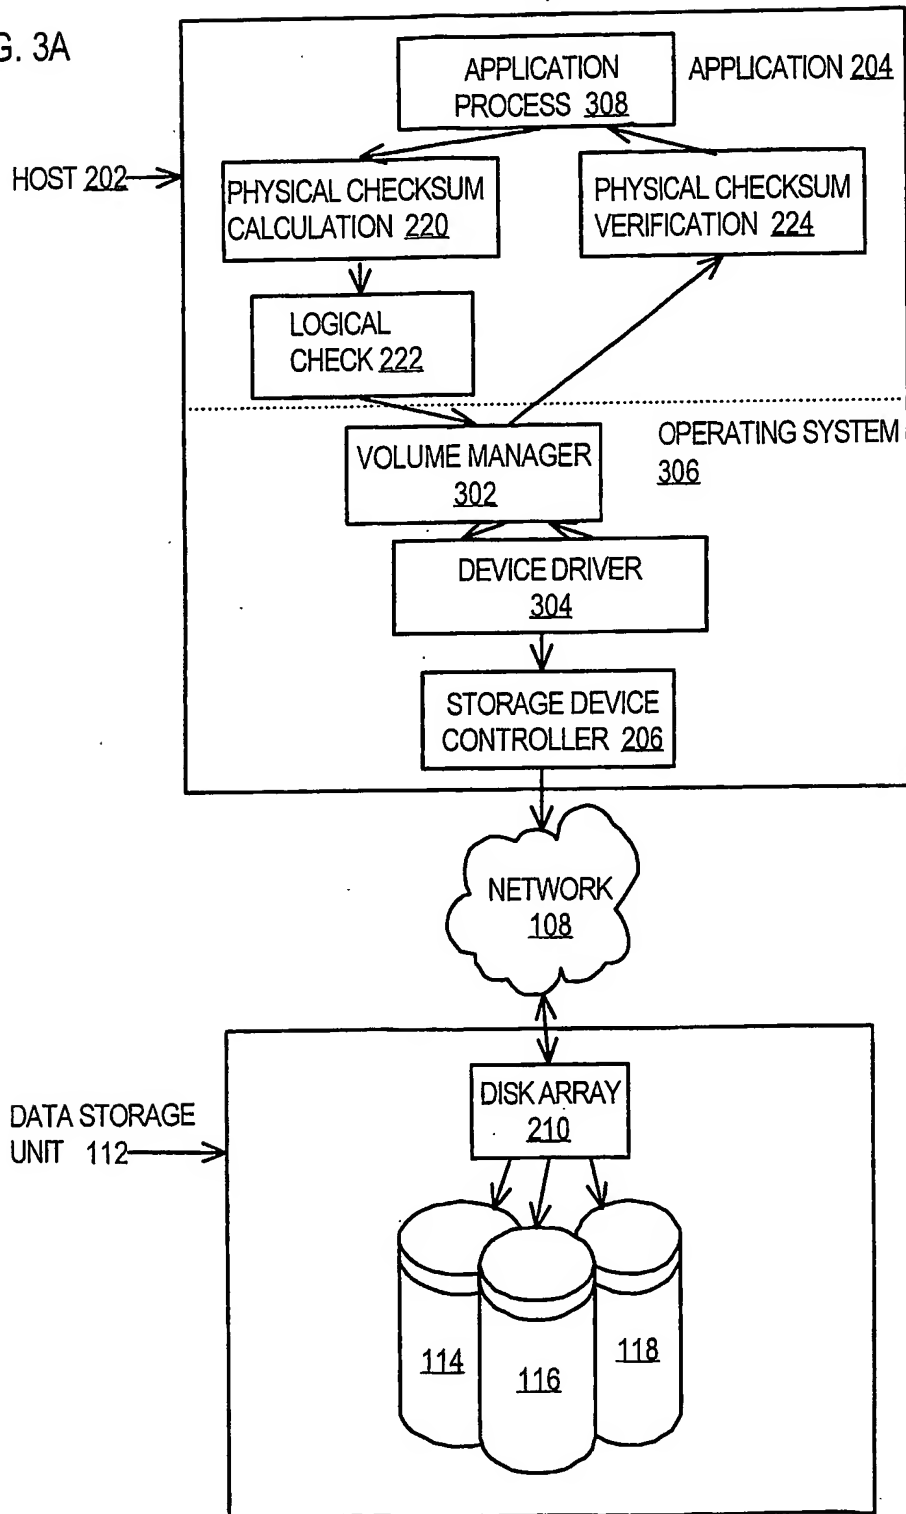 G. 3A
APPLICATION
PROCESS 308
APPLICATION 204
HOST 202
PHYSICAL CHECKSUM
CALCULATION 220
PHYSICAL CHECKSUM
VERIFICATION 224
LOGICAL
CHECK 222
OPERATING SYSTEM
306
VOLUME MANAGER
302
DEVICE DRIVER
304
STORAGE DEVICE
CONTROLLER 206
NETWORK
108
DATA STORAGE
UNIT 112
DISK ARRAY
210
114
116
118